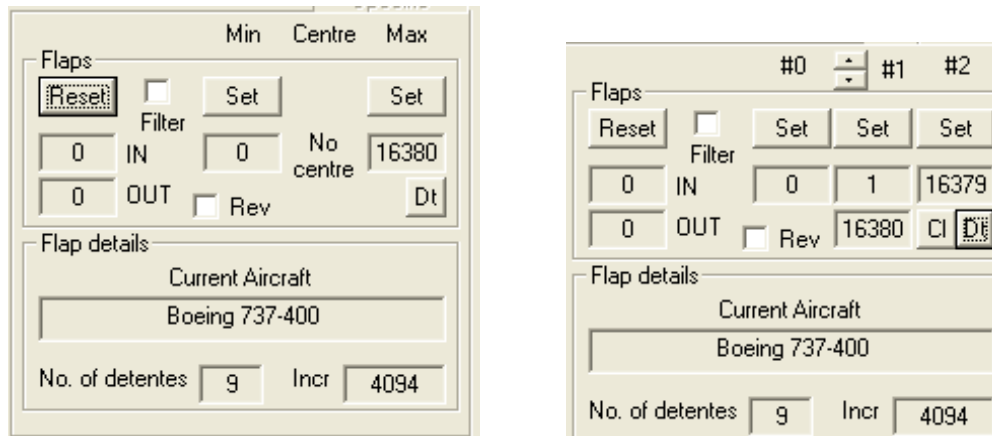 Min Centre Max
Flaps
Reset Set Set
Filter
0 IN 0 No centre 16380
0 OUT Rev Dt
Flap details
Current Aircraft
Boeing 737-400
No. of detentes 9 Incr 4094
#0 #1 #2
Flaps
Reset Set Set Set
Filter
0 IN 0 1 16379
0 OUT Rev 16380 Cl Dt
Flap details
Current Aircraft
Boeing 737-400
No. of detentes 9 Incr 4094